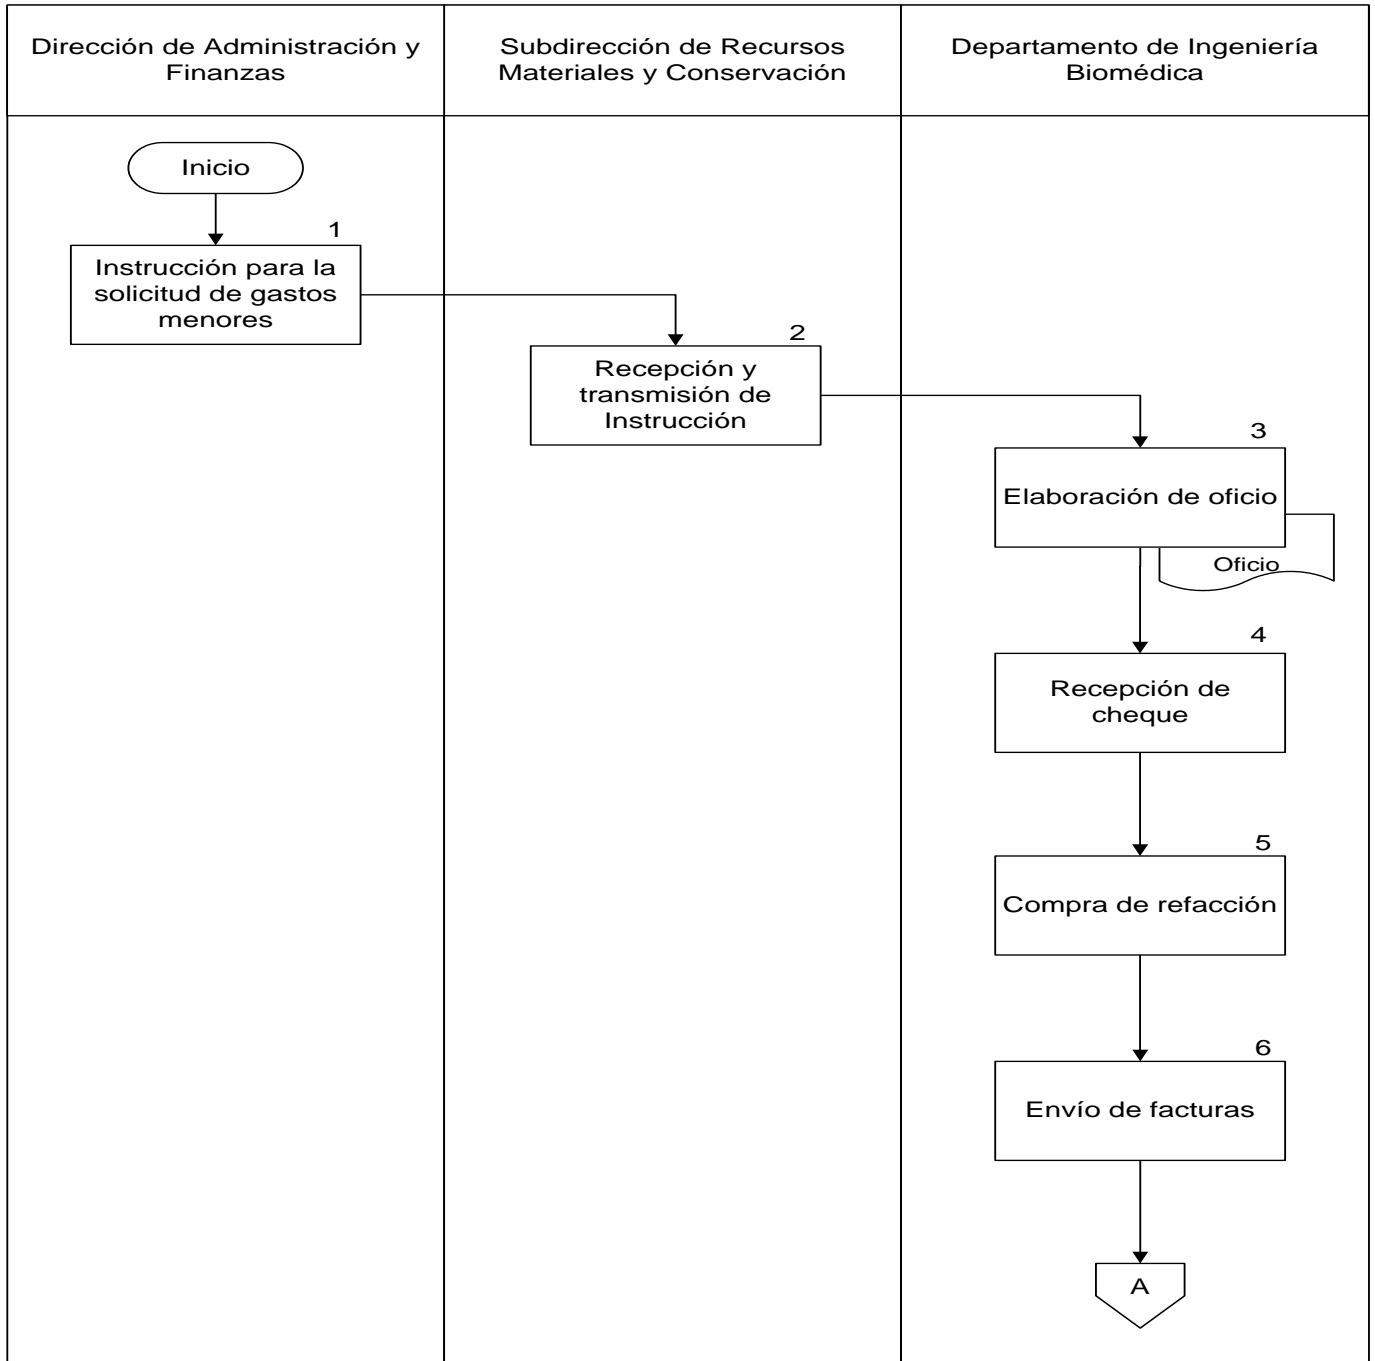 Dirección de Administración y
Finanzas
Subdirección de Recursos
Materiales y Conservación
Departamento de Ingeniería
Biomédica
Inicio
1
Instrucción para la
solicitud de gastos
menores
2
Recepción y
transmisión de
Instrucción
3
Elaboración de oficio
Oficio
4
Recepción de
cheque
5
Compra de refacción
6
Envío de facturas
A